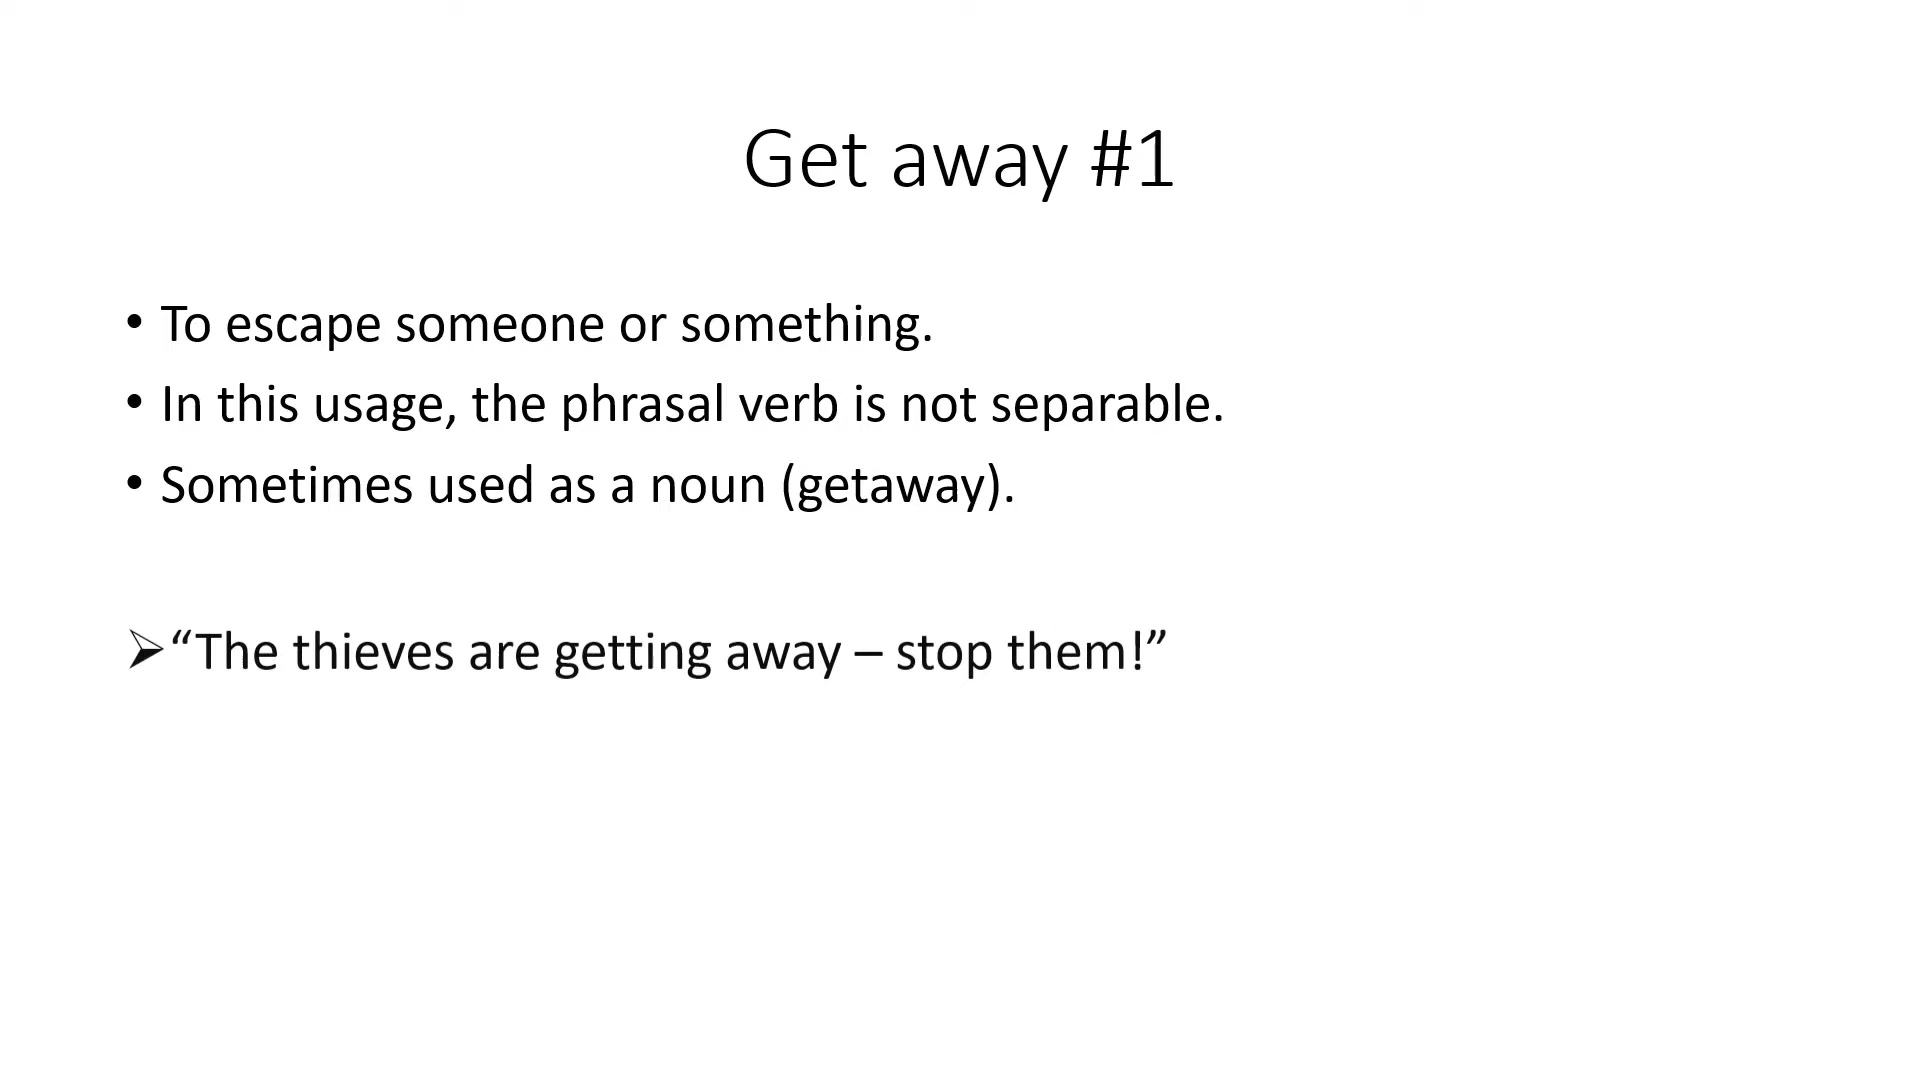 Get away #1
• To escape someone or something.
• In this usage, the phrasal verb is not separable.
• Sometimes used as a noun (getaway).
➢“The thieves are getting away – stop them!”